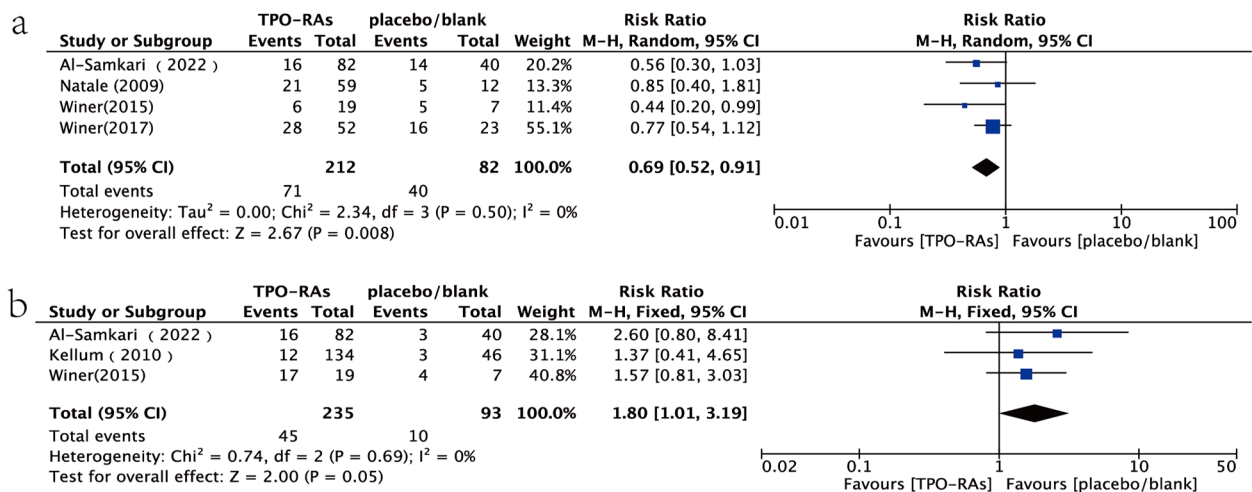 a
TPO-RAs placebo/blank Risk Ratio Risk Ratio
Study or Subgroup Events Total Events Total Weight M-H, Random, 95% CI M-H, Random, 95% CI
Al-Samkari （2022） 16 82 14 40 20.2% 0.56 [0.30, 1.03]
Natale (2009) 21 59 5 12 13.3% 0.85 [0.40, 1.81]
Winer(2015) 6 19 5 7 11.4% 0.44 [0.20, 0.99]
Winer(2017) 28 52 16 23 55.1% 0.77 [0.54, 1.12]
Total (95% CI) 212 82 100.0% 0.69 [0.52, 0.91]
Total events 71 40
Heterogeneity: Tau² = 0.00; Chi² = 2.34, df = 3 (P = 0.50); I² = 0%
Test for overall effect: Z = 2.67 (P = 0.008)
0.01 0.1 1 10 100
Favours [TPO-RAs] Favours [placebo/blank]
b
TPO-RAs placebo/blank Risk Ratio Risk Ratio
Study or Subgroup Events Total Events Total Weight M-H, Fixed, 95% CI M-H, Fixed, 95% CI
Al-Samkari （2022） 16 82 3 40 28.1% 2.60 [0.80, 8.41]
Kellum（2010） 12 134 3 46 31.1% 1.37 [0.41, 4.65]
Winer(2015) 17 19 4 7 40.8% 1.57 [0.81, 3.03]
Total (95% CI) 235 93 100.0% 1.80 [1.01, 3.19]
Total events 45 10
Heterogeneity: Chi² = 0.74, df = 2 (P = 0.69); I² = 0%
Test for overall effect: Z = 2.00 (P = 0.05)
0.02 0.1 1 10 50
Favours [TPO-RAs] Favours [placebo/blank]